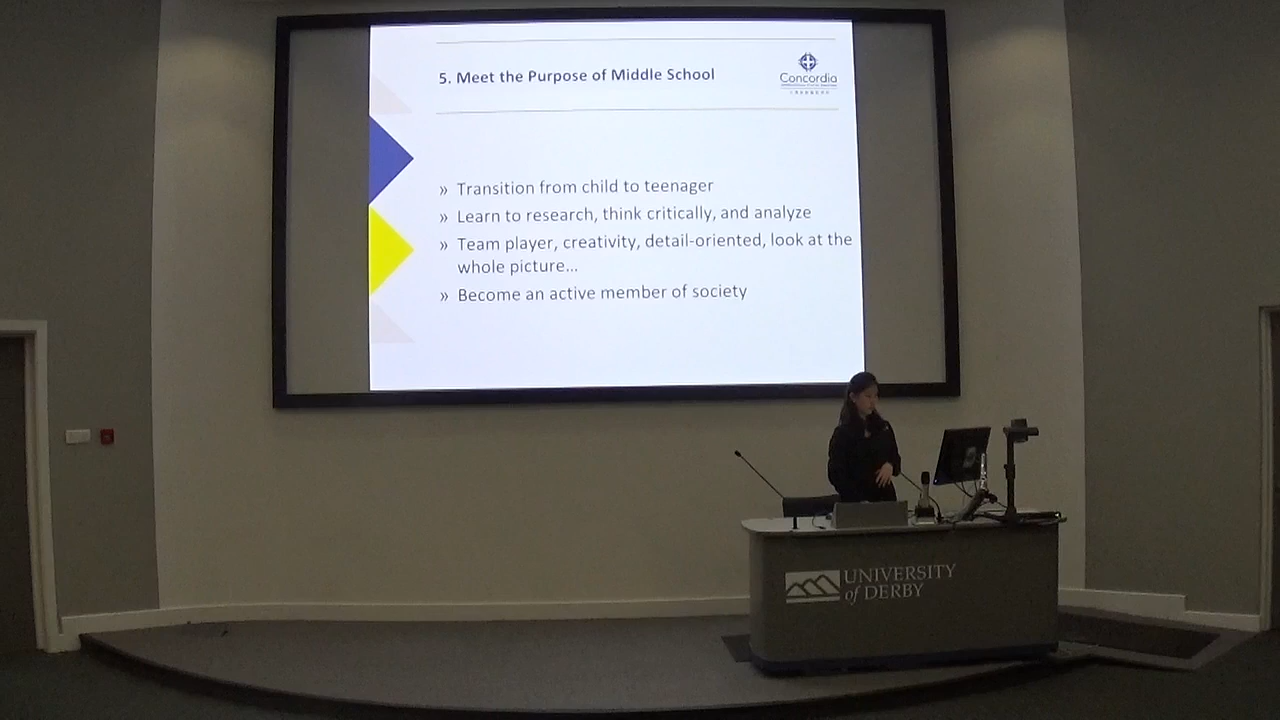 5. Meet the Purpose of Middle School
Concordia
» Transition from child to teenager
» Learn to research, think critically, and analyze
» Team player, creativity, detail-oriented, look at the
whole picture...
» Become an active member of society
UNIVERSITY
of DERBY